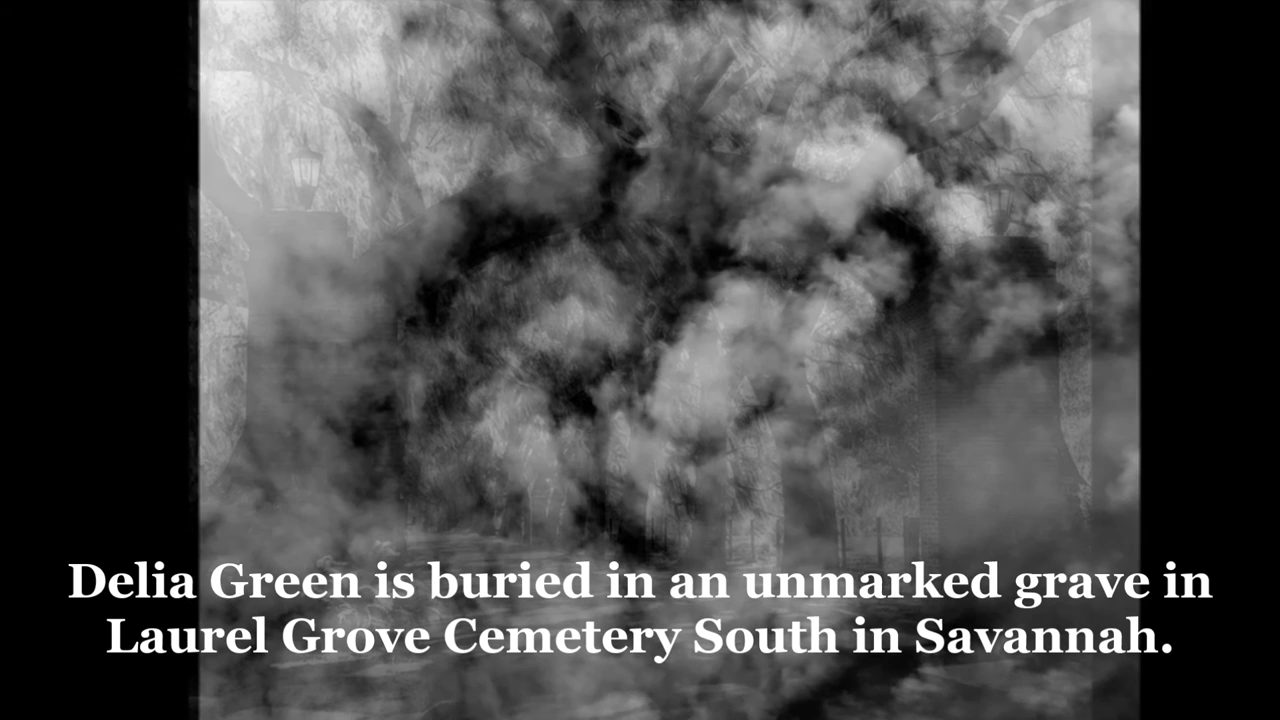 Delia Green is buried in an unmarked grave in
Laurel Grove Cemetery South in Savannah.